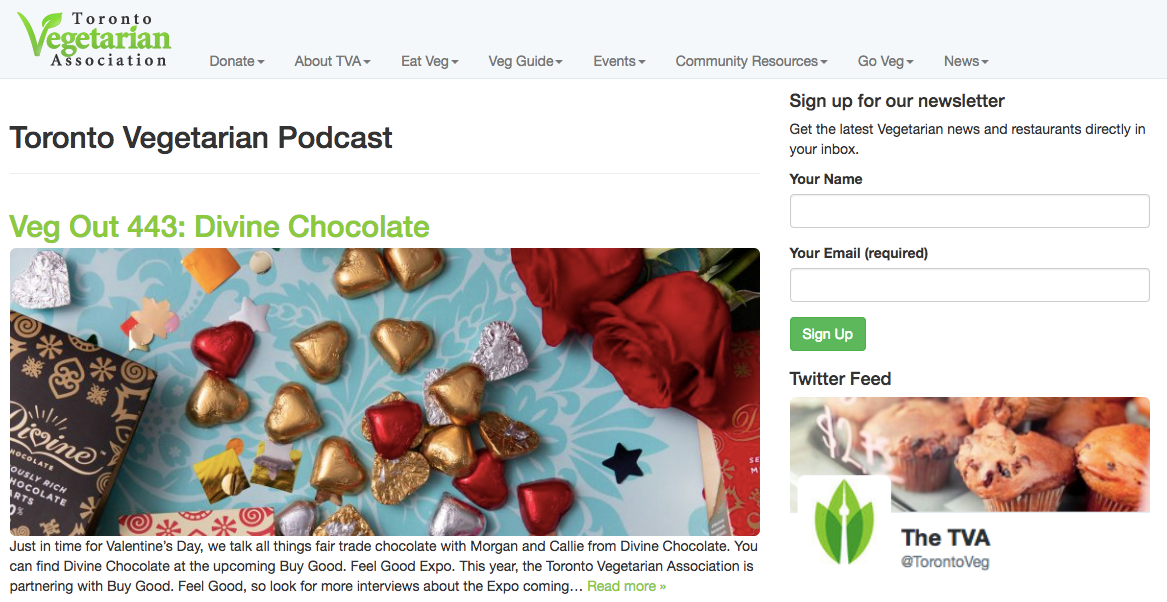 Toronto
Vegetarian
Association
Donate
About TVA
Eat Veg
Veg Guide
Events
Community Resources
Go Veg
News
Toronto Vegetarian Podcast
Veg Out 443: Divine Chocolate
Divine
CHOCOLATE
OUSLY RICH
CHOCOLATE
ARTS
0%
SE
M
Just in time for Valentine's Day, we talk all things fair trade chocolate with Morgan and Callie from Divine Chocolate. You
can find Divine Chocolate at the upcoming Buy Good. Feel Good Expo. This year, the Toronto Vegetarian Association is
partnering with Buy Good. Feel Good, so look for more interviews about the Expo coming… Read more »
Sign up for our newsletter
Get the latest Vegetarian news and restaurants directly in
your inbox.
Your Name
Your Email (required)
Sign Up
Twitter Feed
The TVA
@TorontoVeg